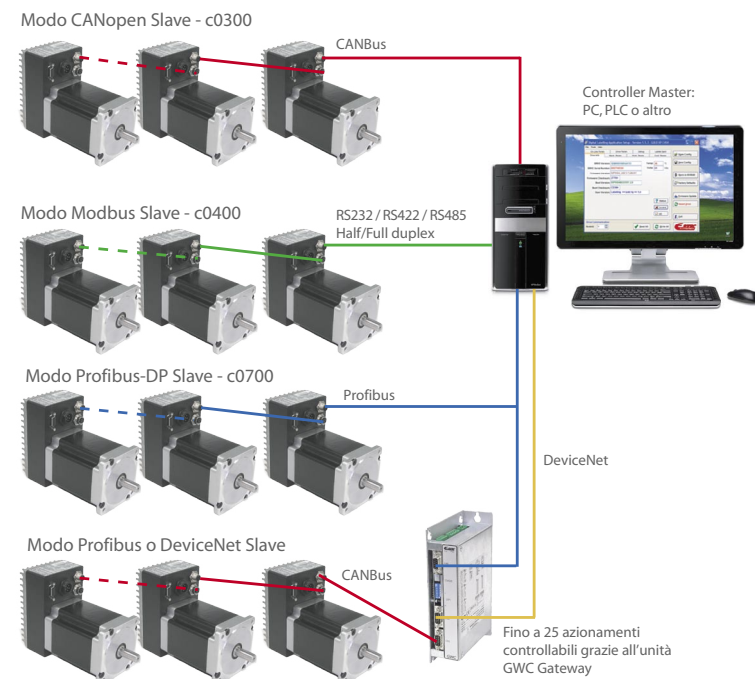 Modo CANopen Slave - c0300
CANBus
Controller Master:
PC, PLC o altro
Modo Modbus Slave - c0400
RS232 / RS422 / RS485
Half/Full duplex
Modo Profibus-DP Slave - c0700
Profibus
DeviceNet
Modo Profibus o DeviceNet Slave
CANBus
Fino a 25 azionamenti
controllabili grazie all'unità
GWC Gateway